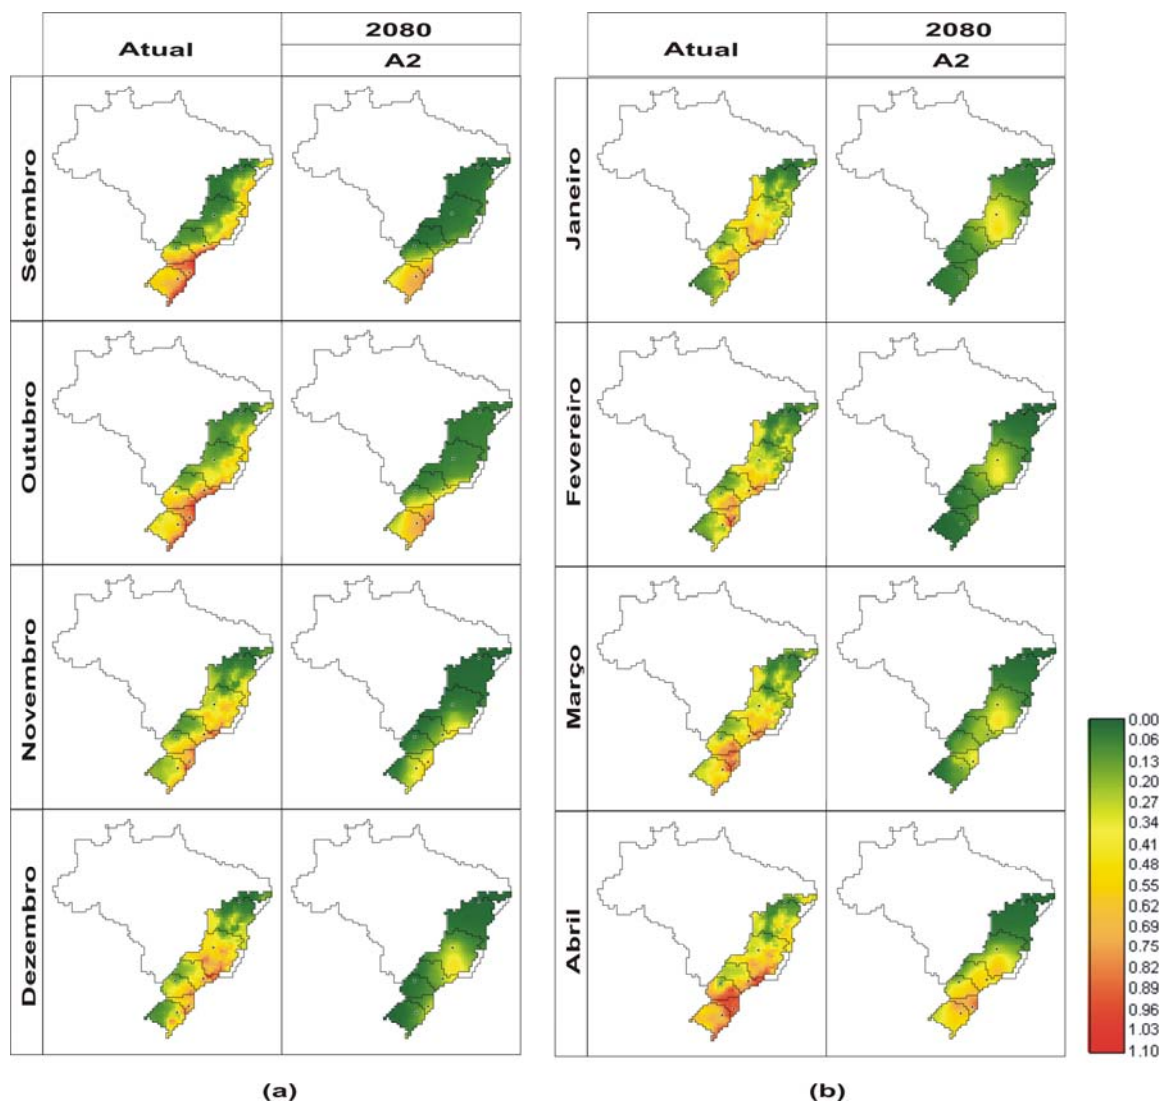 Atual
2080
A2
Setembro
Outubro
Novembro
Dezembro
(a)
Atual
2080
A2
Janeiro
Fevereiro
Março
Abril
(b)
0.00
0.06
0.13
0.20
0.27
0.34
0.41
0.48
0.55
0.62
0.69
0.75
0.82
0.89
0.96
1.03
1.10